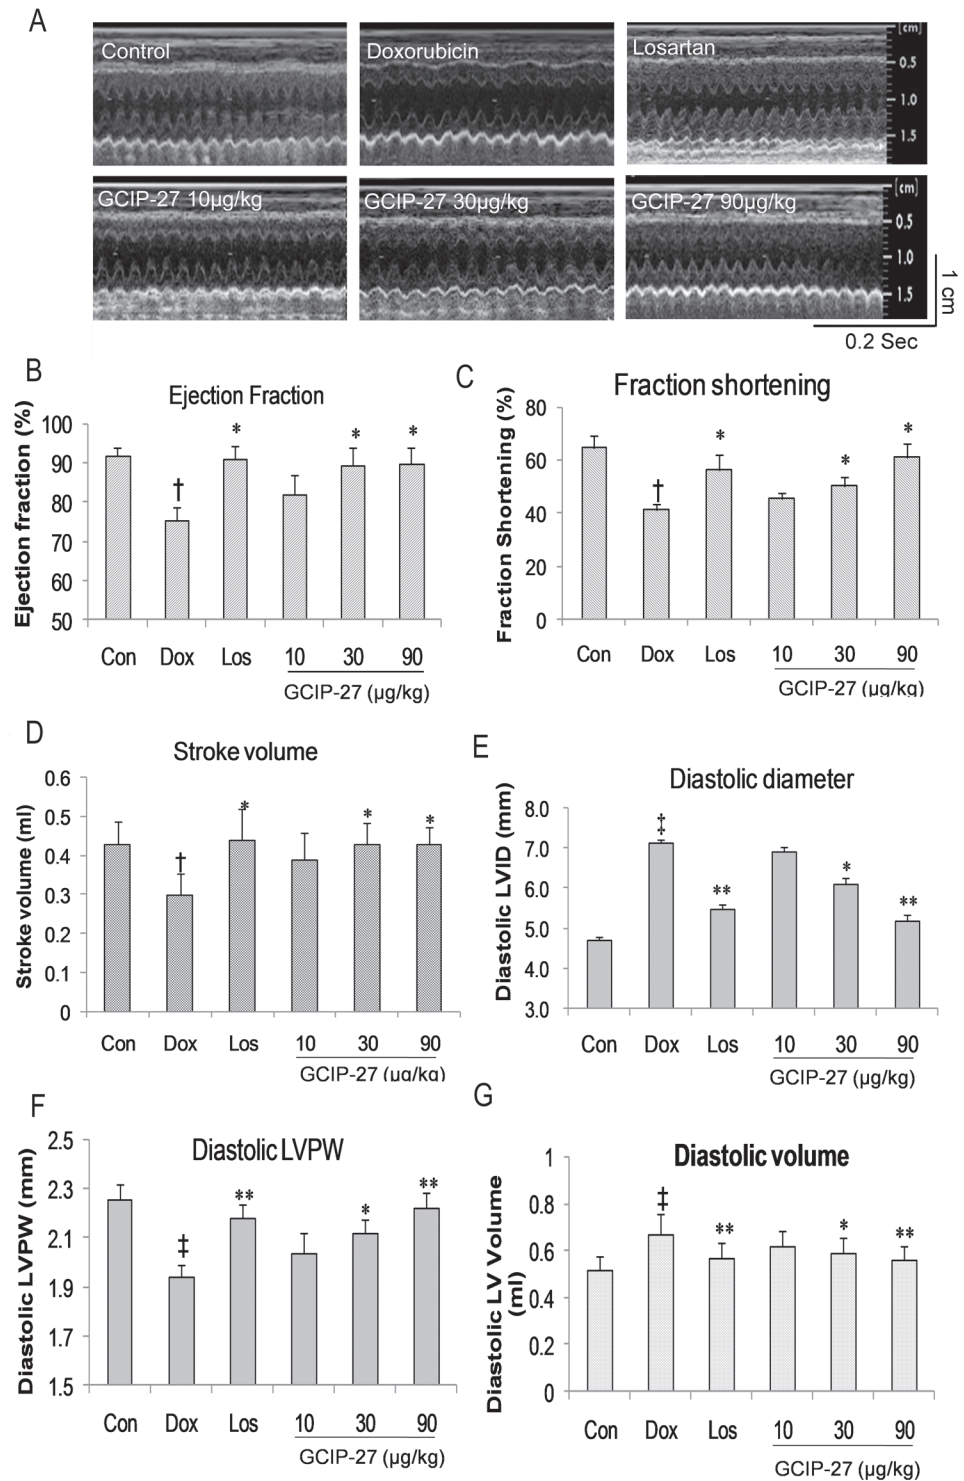 A
Control
Doxorubicin
Losartan
[cm]
0.5
1.0
1.5
GCIP-27 10µg/kg
GCIP-27 30µg/kg
GCIP-27 90µg/kg
[cm]
0.5
1.0
1.5
1 cm
0.2 Sec
B
Ejection Fraction
Ejection fraction (%)
100
90
80
70
60
50
*
†
*
*
Con Dox Los 10 30 90
GCIP-27 (µg/kg)
C
Fraction shortening
Fraction Shortening (%)
80
60
40
20
0
†
*
*
*
Con Dox Los 10 30 90
GCIP-27 (µg/kg)
D
Stroke volume
Stroke volume (ml)
0.6
0.5
0.4
0.3
0.2
0.1
0
†
*
*
*
Con Dox Los 10 30 90
GCIP-27 (µg/kg)
E
Diastolic diameter
Diastolic LVID (mm)
8.0
7.0
6.0
5.0
4.0
3.0
‡
**
*
**
Con Dox Los 10 30 90
GCIP-27 (µg/kg)
F
Diastolic LVPW
Diastolic LVPW (mm)
2.5
2.3
2.1
1.9
1.7
1.5
‡
**
*
**
Con Dox Los 10 30 90
GCIP-27 (µg/kg)
G
Diastolic volume
Diastolic LV Volume
(ml)
1
0.8
0.6
0.4
0.2
0
‡
**
*
**
Con Dox Los 10 30 90
GCIP-27 (µg/kg)